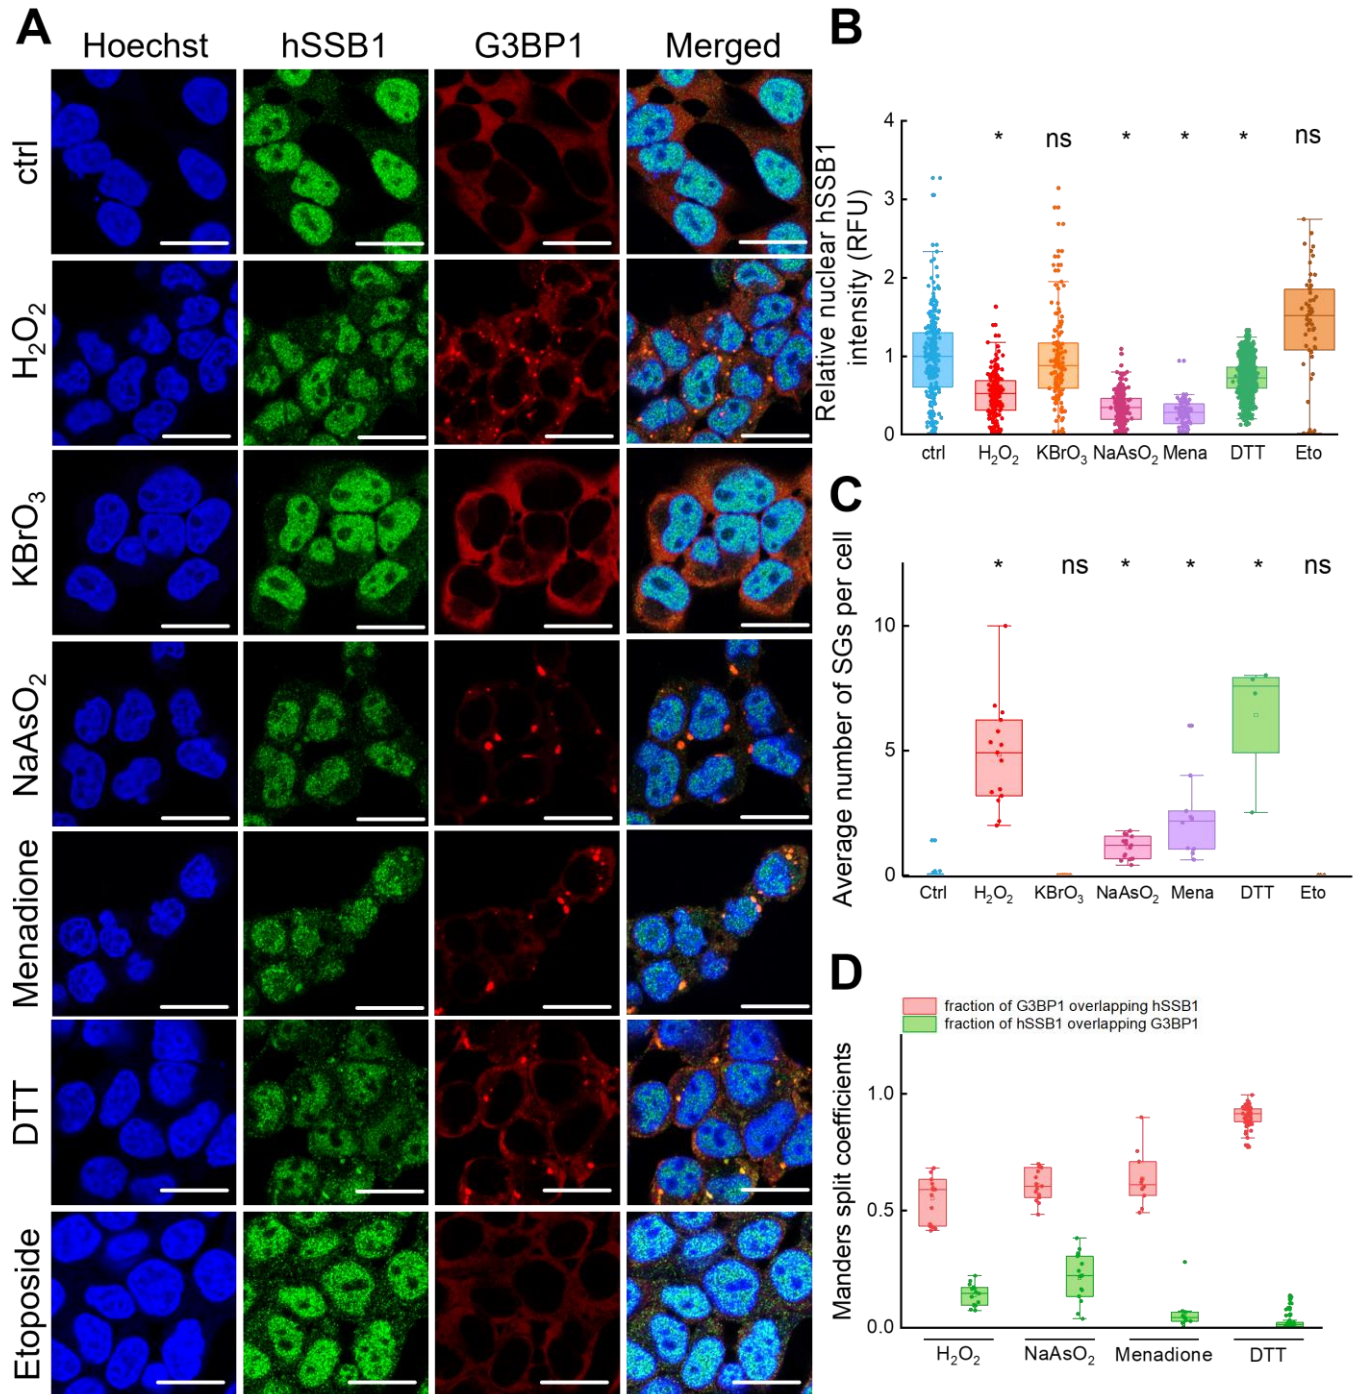 A
Hoechst
hSSB1
G3BP1
Merged
ctrl
H₂O₂
KBrO₃
NaAsO₂
Menadione
DTT
Etoposide
B
Relative nuclear hSSB1
intensity (RFU)
4
3
2
1
0
* ns * * * ns
ctrl H₂O₂ KBrO₃ NaAsO₂ Mena DTT Eto
C
Average number of SGs per cell
10
5
0
* ns * * * ns
Ctrl H₂O₂ KBrO₃ NaAsO₂ Mena DTT Eto
D
fraction of G3BP1 overlapping hSSB1
fraction of hSSB1 overlapping G3BP1
Manders split coefficients
1.0
0.5
0.0
H₂O₂ NaAsO₂ Menadione DTT